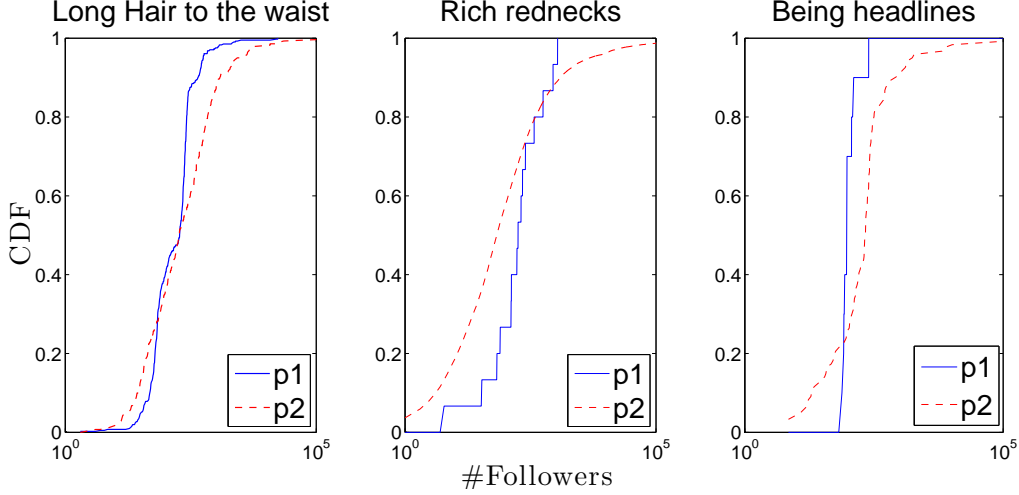 Long Hair to the waist
Rich rednecks
Being headlines
CDF
1
0.8
0.6
0.4
0.2
0
10^0
10^5
p1
p2
1
0.8
0.6
0.4
0.2
0
10^0
10^5
p1
p2
1
0.8
0.6
0.4
0.2
0
10^0
10^5
p1
p2
#Followers